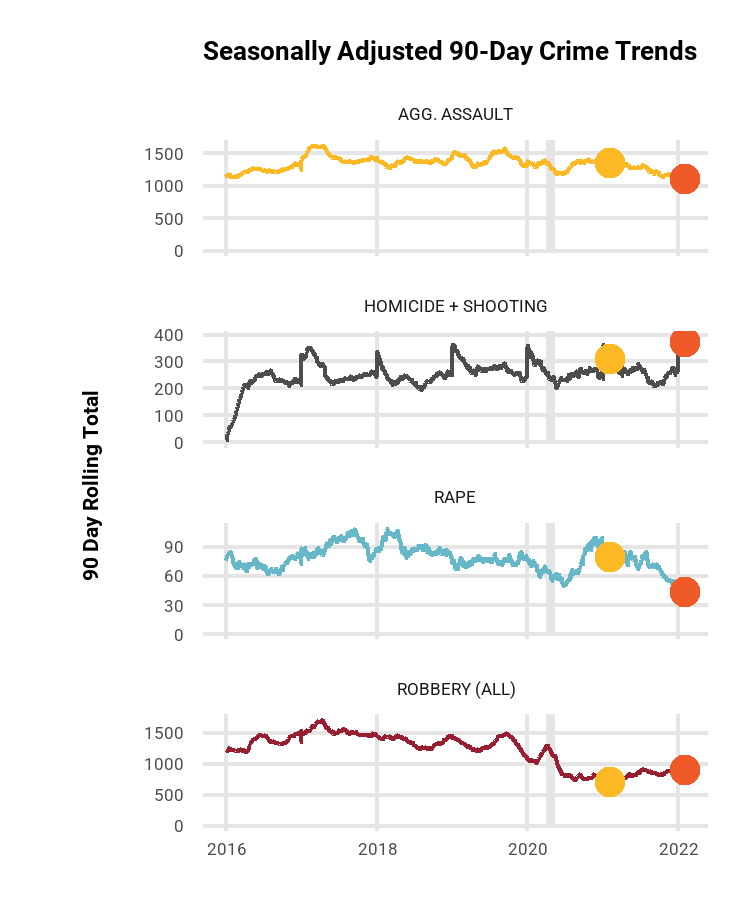 Seasonally Adjusted 90-Day Crime Trends
AGG. ASSAULT
1500
1000
500
0
HOMICIDE + SHOOTING
400
300
200
100
0
90 Day Rolling Total
RAPE
90
60
30
0
ROBBERY (ALL)
1500
1000
500
0
2016 2018 2020 2022